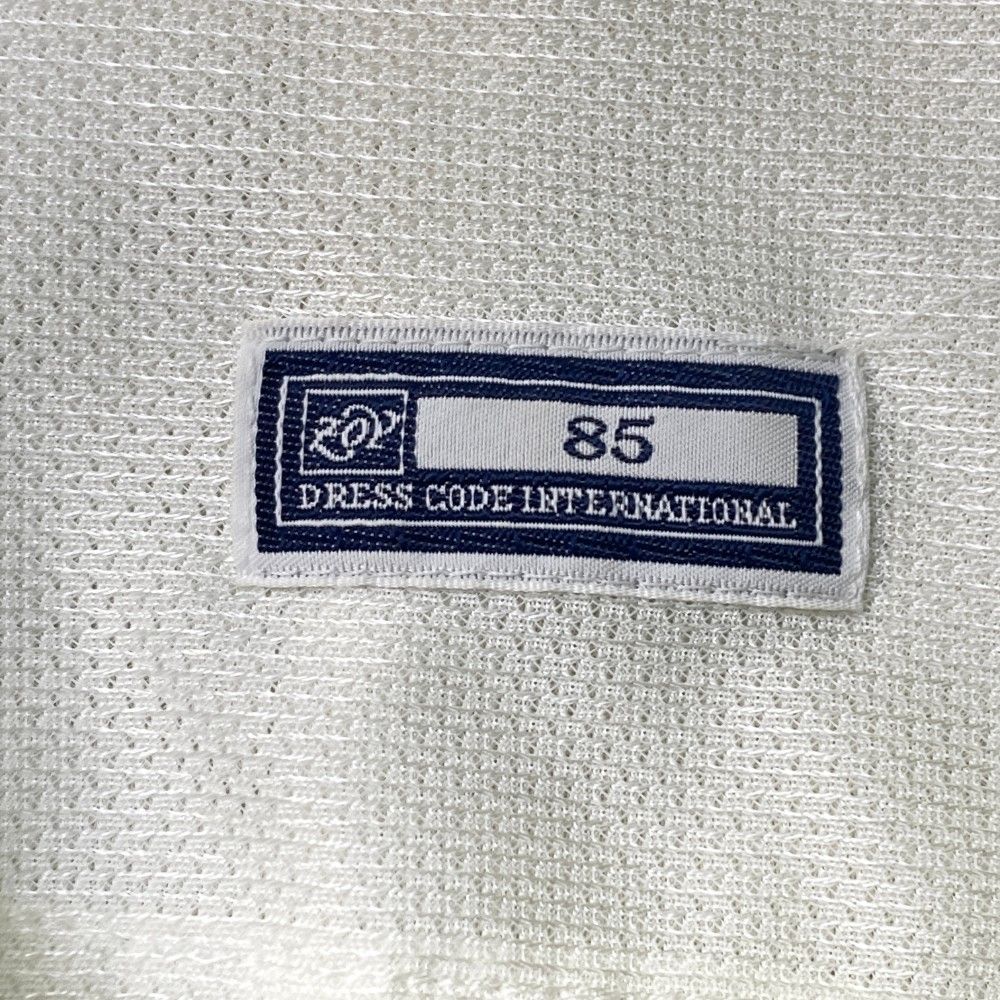 85
DRESS CODE INTERNATIONAL